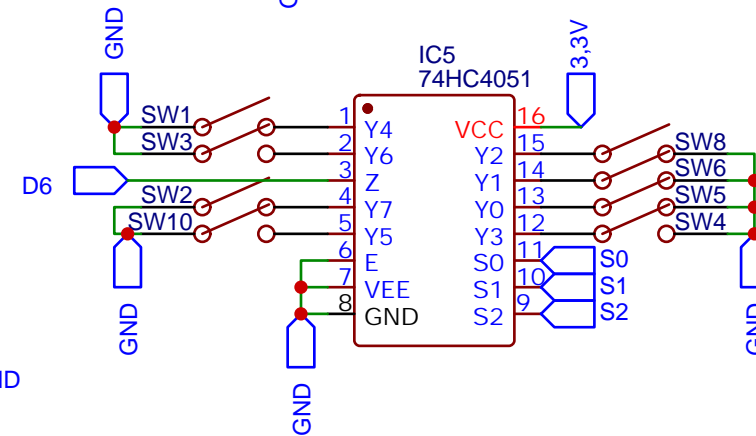 GND
3,3V
IC5
74HC4051
SW1
1
Y4
VCC
16
SW3
2
Y6
Y2
15
SW8
D6
3
Z
Y1
14
SW6
SW2
4
Y7
Y0
13
SW5
SW10
5
Y5
Y3
12
SW4
6
E
S0
11
S0
7
VEE
S1
10
S1
8
GND
S2
9
S2
GND
GND
GND